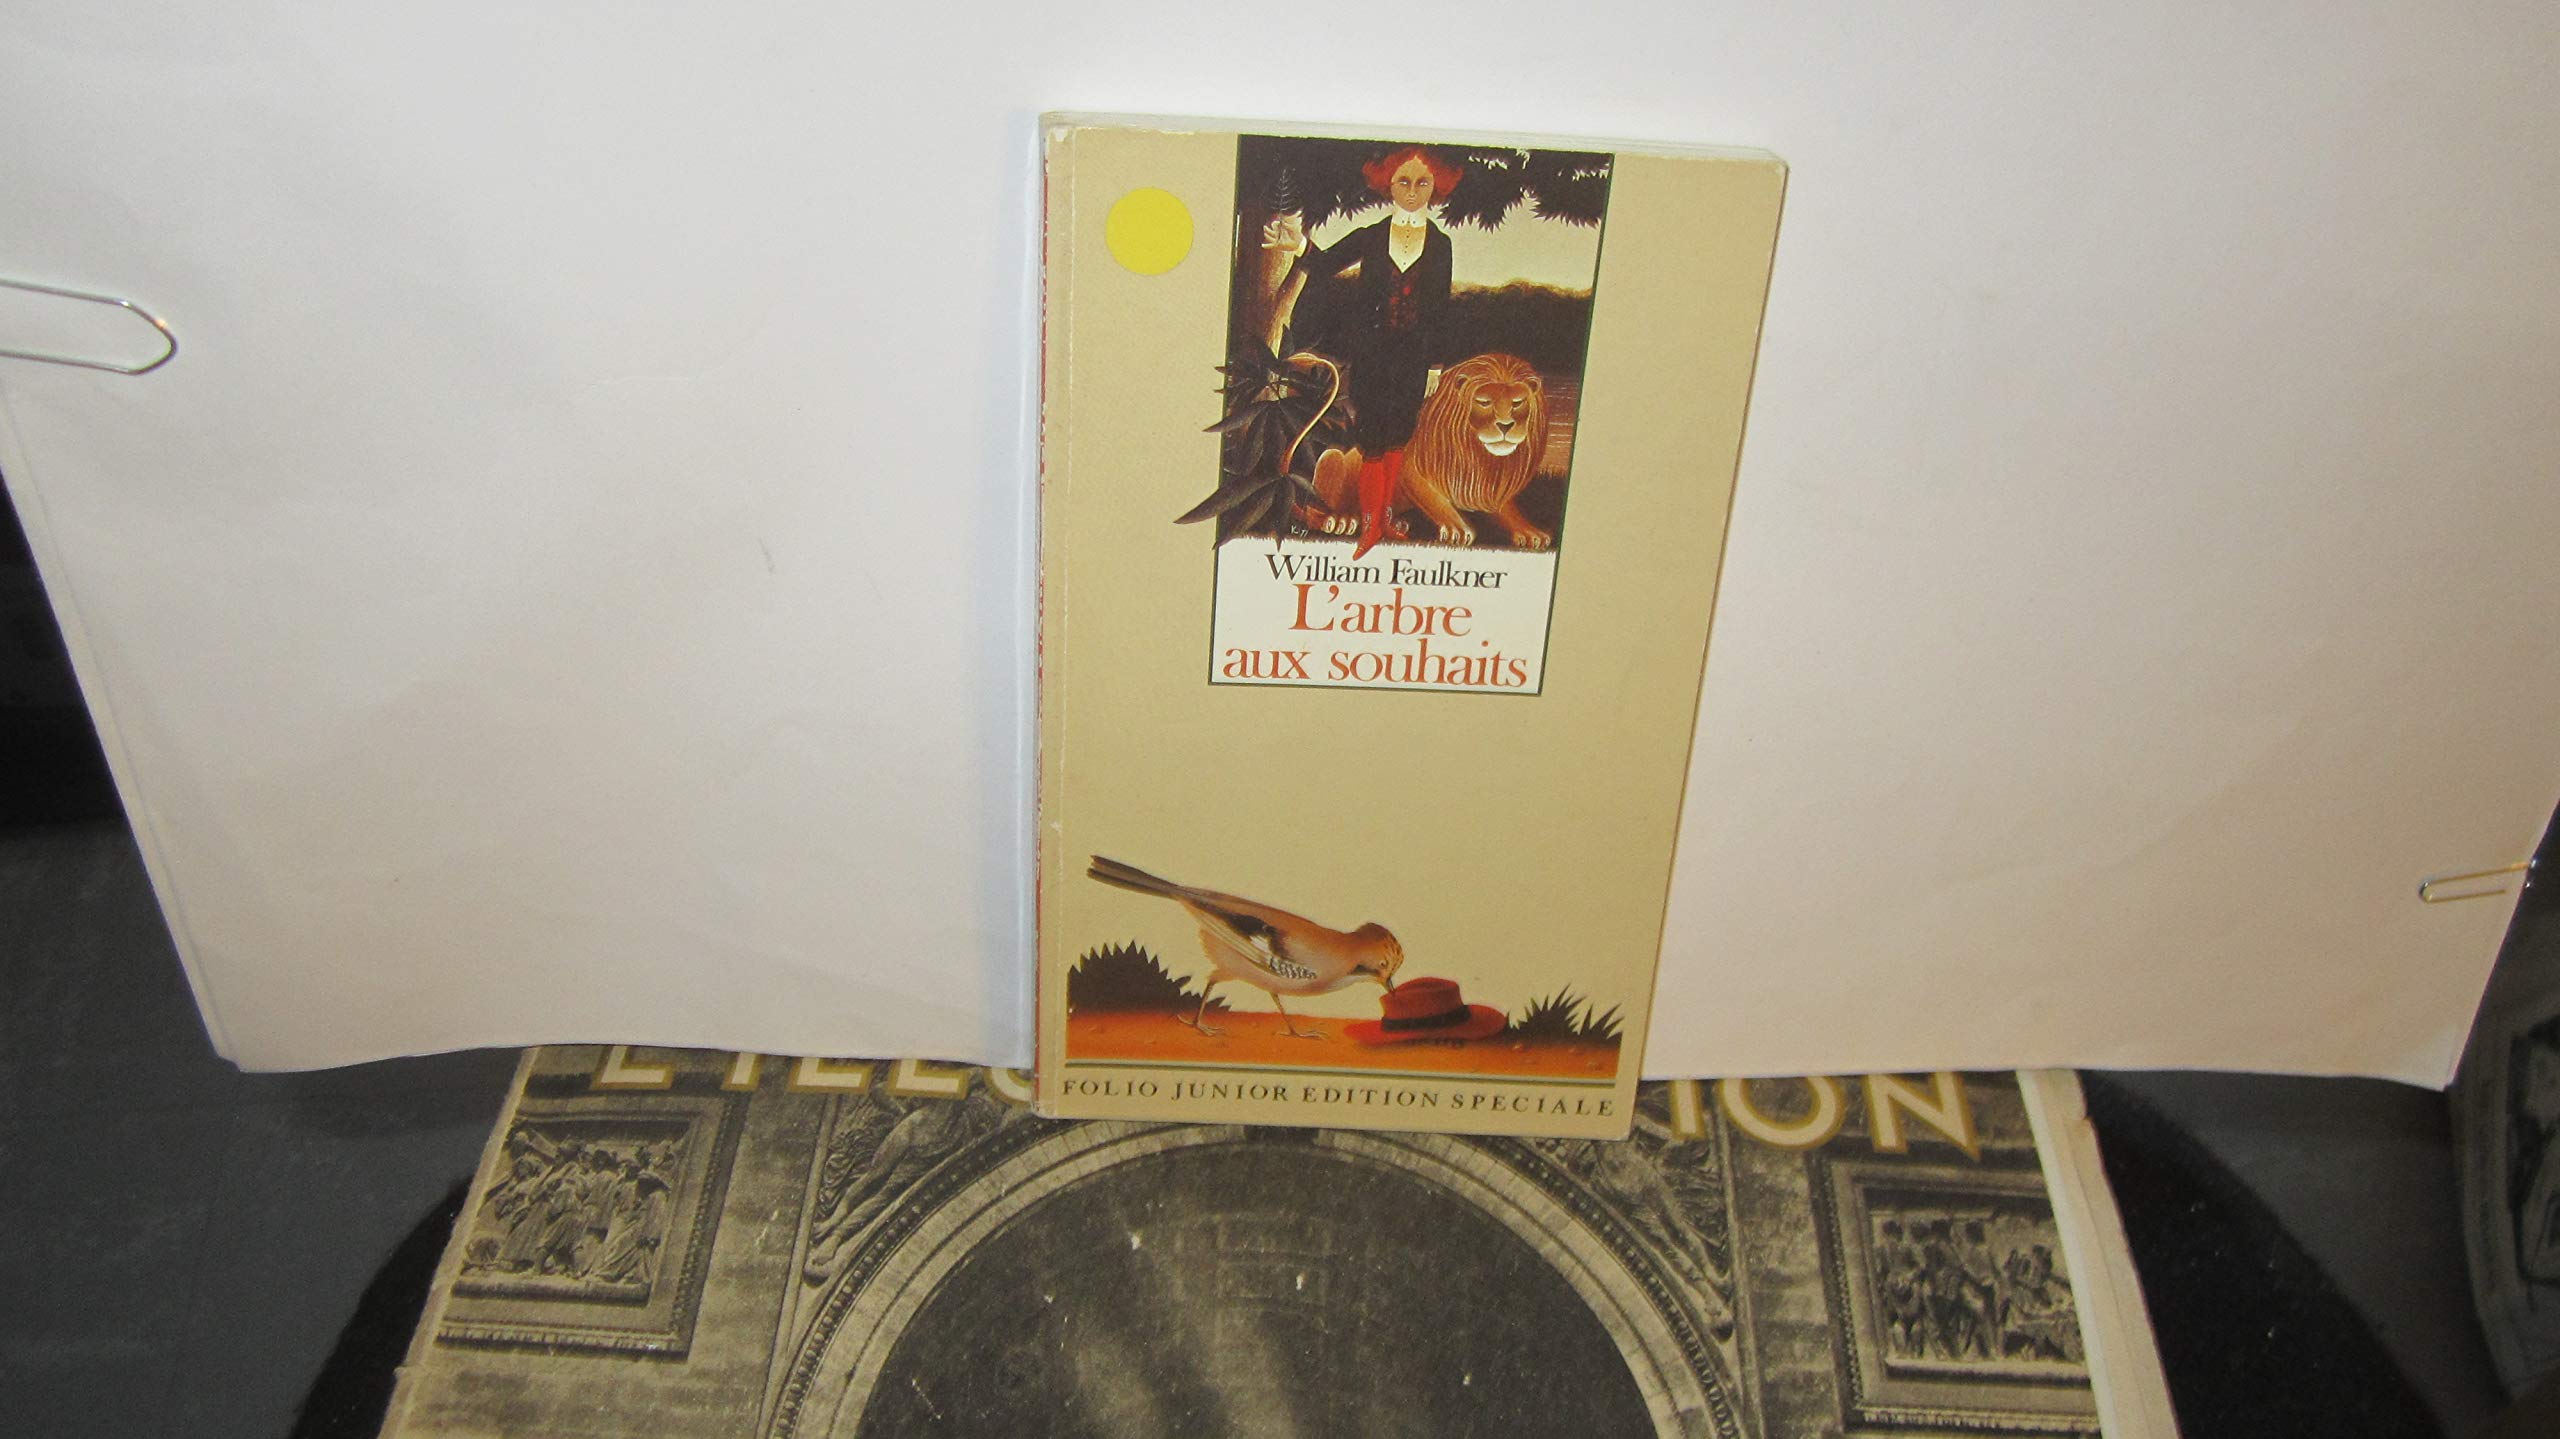 William Faulkner
L'arbre
aux souhaits
FOLIO JUNIOR EDITION SPECIALE